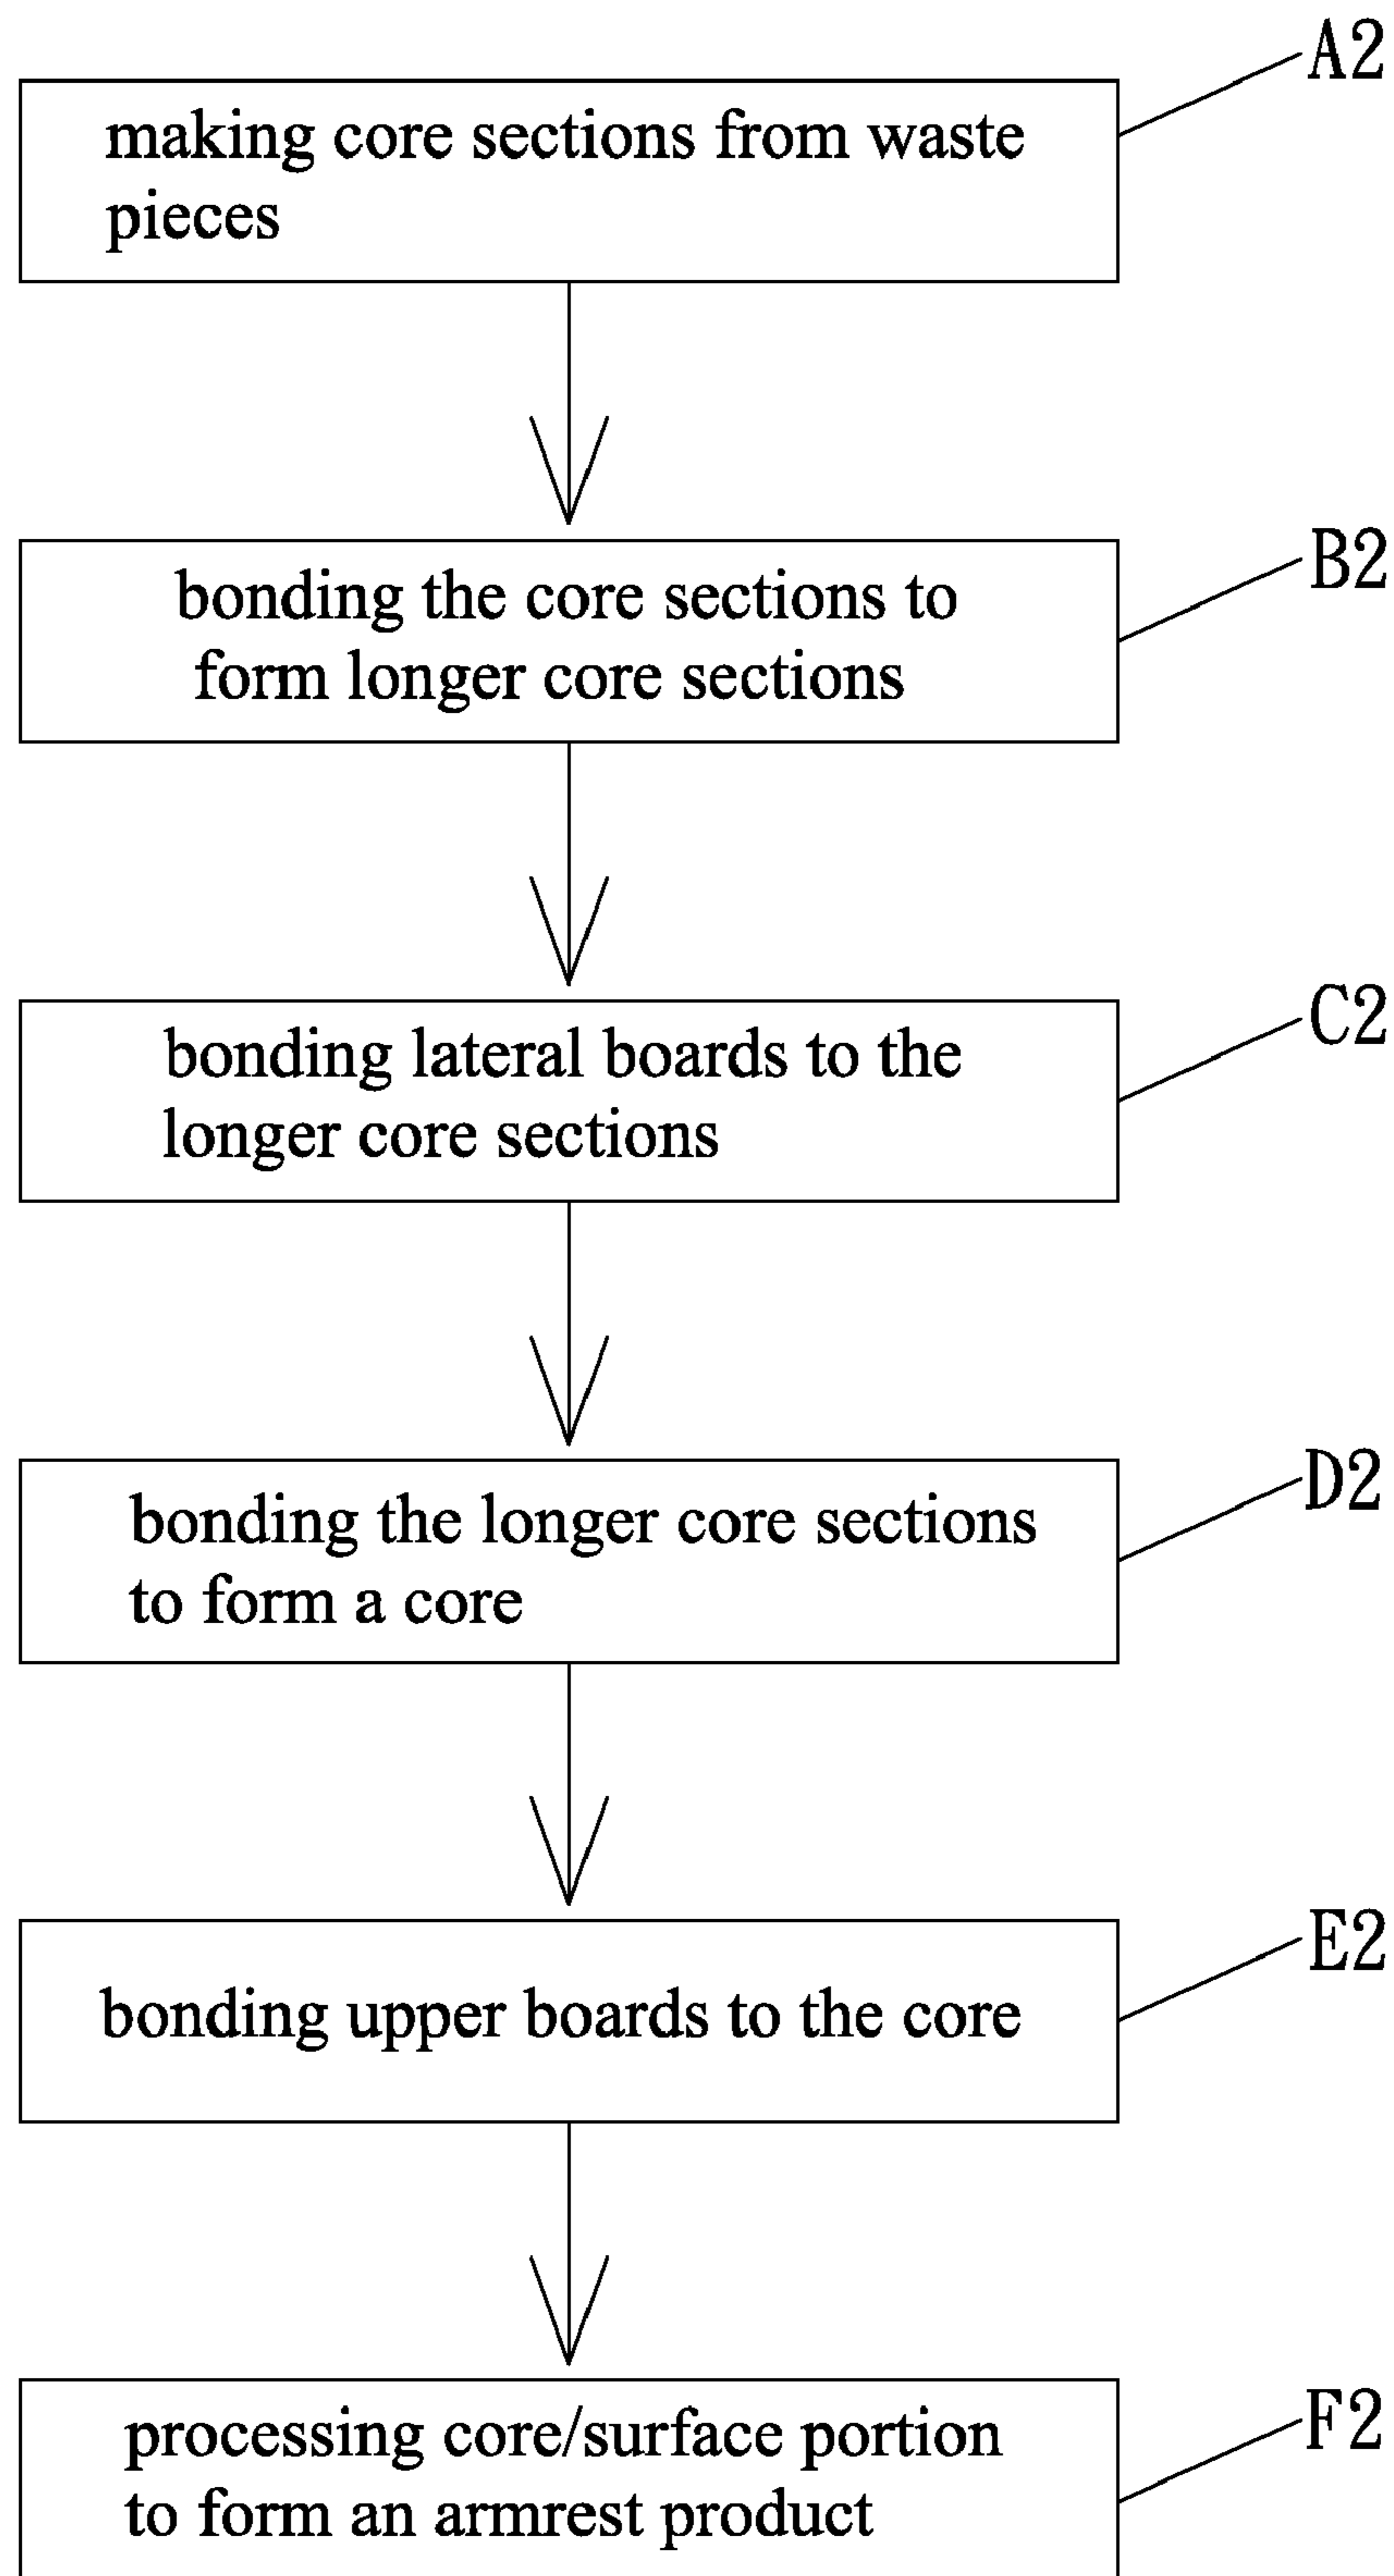 A2
making core sections from waste
pieces
B2
bonding the core sections to
form longer core sections
C2
bonding lateral boards to the
longer core sections
D2
bonding the longer core sections
to form a core
E2
bonding upper boards to the core
F2
processing core/surface portion
to form an armrest product